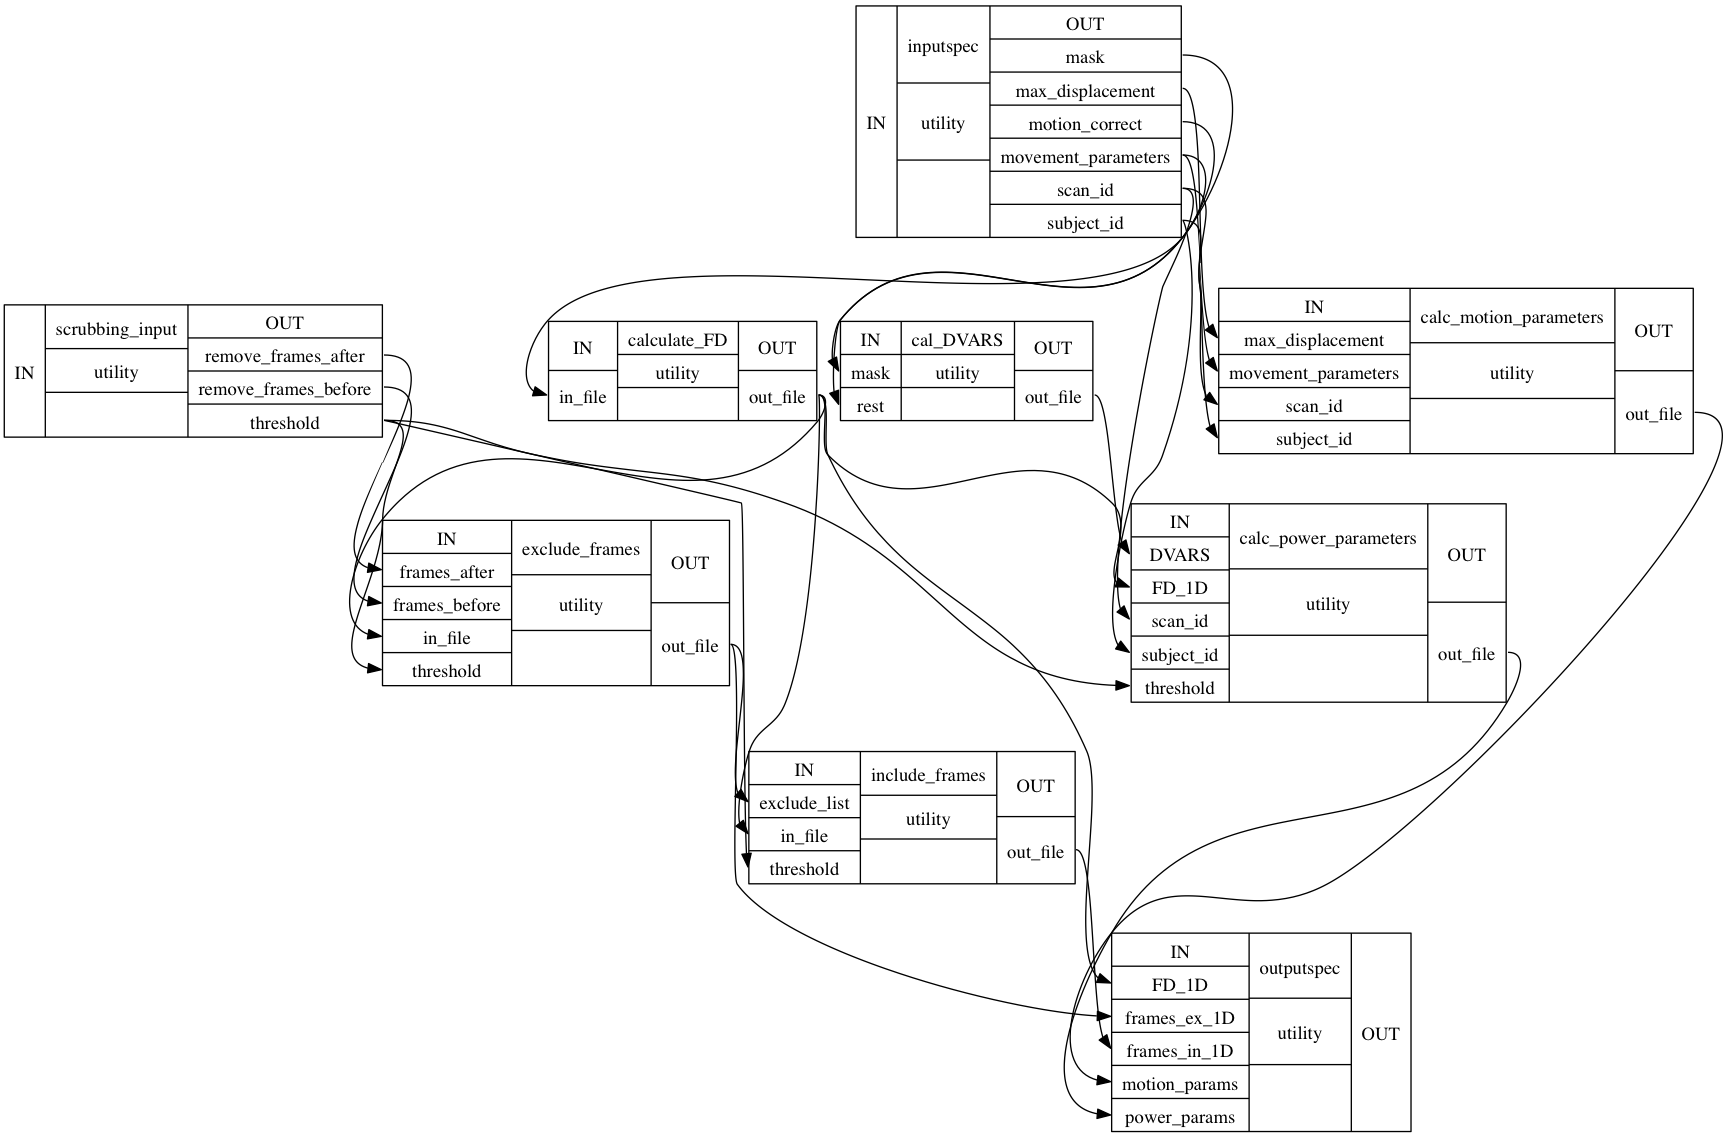 IN
inputspec
utility
OUT
mask
max_displacement
motion_correct
movement_parameters
scan_id
subject_id
IN
scrubbing_input
utility
OUT
remove_frames_after
remove_frames_before
threshold
IN
in_file
calculate_FD
utility
OUT
out_file
IN
mask
rest
cal_DVARS
utility
OUT
out_file
IN
max_displacement
movement_parameters
scan_id
subject_id
calc_motion_parameters
utility
OUT
out_file
IN
frames_after
frames_before
in_file
threshold
exclude_frames
utility
OUT
out_file
IN
DVARS
FD_1D
scan_id
subject_id
threshold
calc_power_parameters
utility
OUT
out_file
IN
exclude_list
in_file
threshold
include_frames
utility
OUT
out_file
IN
FD_1D
frames_ex_1D
frames_in_1D
motion_params
power_params
outputspec
utility
OUT